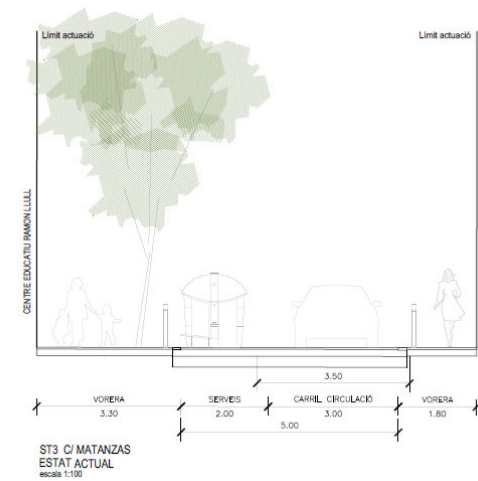 Límit actuació
Límit actuació
CENTRE EDUCATIU RAMON LLULL
3.50
VORERA
SERVEIS
CARRIL CIRCULACIÓ
VORERA
3.30
2.00
3.00
1.80
5.00
ST3 C/ MATANZAS
ESTAT ACTUAL
escala 1:100